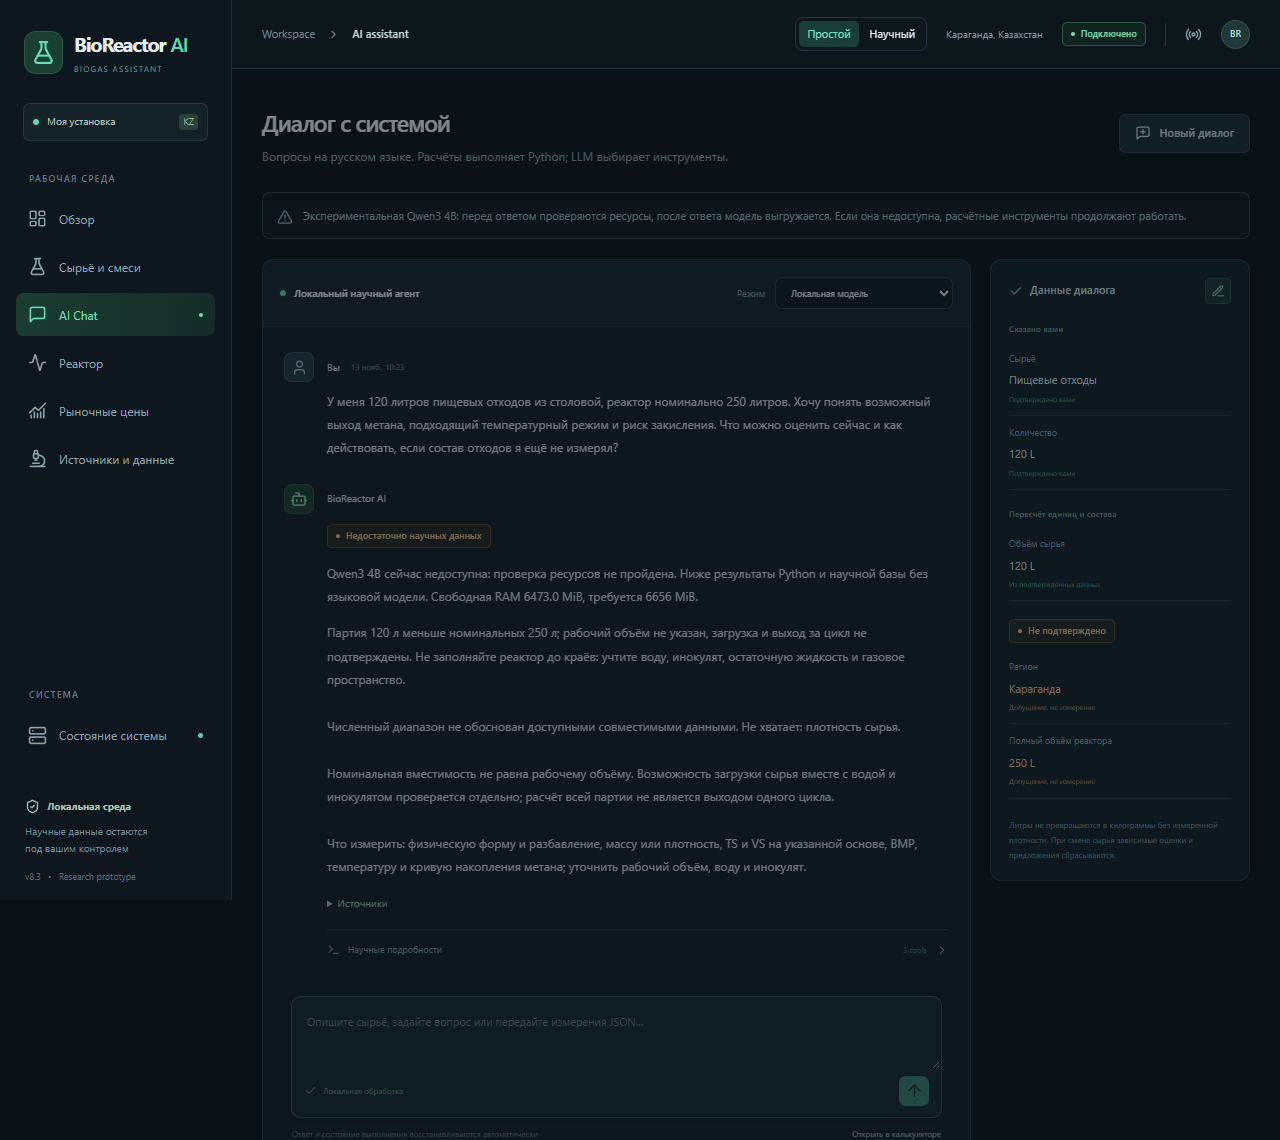 BioReactor AI
BIOGAS ASSISTANT
Моя установка
KZ
РАБОЧАЯ СРЕДА
Обзор
Сырьё и смеси
AI Chat
Реактор
Рыночные цены
Источники и данные
СИСТЕМА
Состояние системы
Локальная среда
Научные данные остаются
под вашим контролем
v8.3 • Research prototype
Workspace > AI assistant
Простой
Научный
Караганда, Казахстан
Подключено
BR
Диалог с системой
Вопросы на русском языке. Расчёты выполняет Python; LLM выбирает инструменты.
Новый диалог
Экспериментальная Qwen3 4B: перед ответом проверяются ресурсы, после ответа модель выгружается. Если она недоступна, расчётные инструменты продолжают работать.
Локальный научный агент
Режим
Локальная модель
Вы 13 нояб., 10:23
У меня 120 литров пищевых отходов из столовой, реактор номинально 250 литров. Хочу понять возможный
выход метана, подходящий температурный режим и риск закисления. Что можно оценить сейчас и как
действовать, если состав отходов я ещё не измерял?
BioReactor AI
Недостаточно научных данных
Qwen3 4B сейчас недоступна: проверка ресурсов не пройдена. Ниже результаты Python и научной базы без
языковой модели. Свободная RAM 6473.0 MiB, требуется 6656 MiB.
Партия 120 л меньше номинальных 250 л; рабочий объём не указан, загрузка и выход за цикл не
подтверждены. Не заполняйте реактор до краёв: учтите воду, инокулят, остаточную жидкость и газовое
пространство.
Численный диапазон не обоснован доступными совместимыми данными. Не хватает: плотность сырья.
Номинальная вместимость не равна рабочему объёму. Возможность загрузки сырья вместе с водой и
инокулятом проверяется отдельно; расчёт всей партии не является выходом одного цикла.
Что измерить: физическую форму и разбавление, массу или плотность, TS и VS на указанной основе, BMP,
температуру и кривую накопления метана; уточнить рабочий объём, воду и инокулят.
Источники
Научные подробности
3 tools
Опишите сырьё, задайте вопрос или передайте измерения JSON...
Локальная обработка
Ответ и состояние выполнения восстанавливаются автоматически
Открыть в калькуляторе
Данные диалога
Сказано вами
Сырьё
Пищевые отходы
Подтверждено вами
Количество
120 L
Подтверждено вами
Пересчёт единиц и состава
Объём сырья
120 L
Из подтверждённых данных
Не подтверждено
Регион
Караганда
Допущение, не измерение
Полный объём реактора
250 L
Допущение, не измерение
Литры не превращаются в килограммы без измеренной
плотности. При смене сырья зависимые оценки и
предложения сбрасываются.